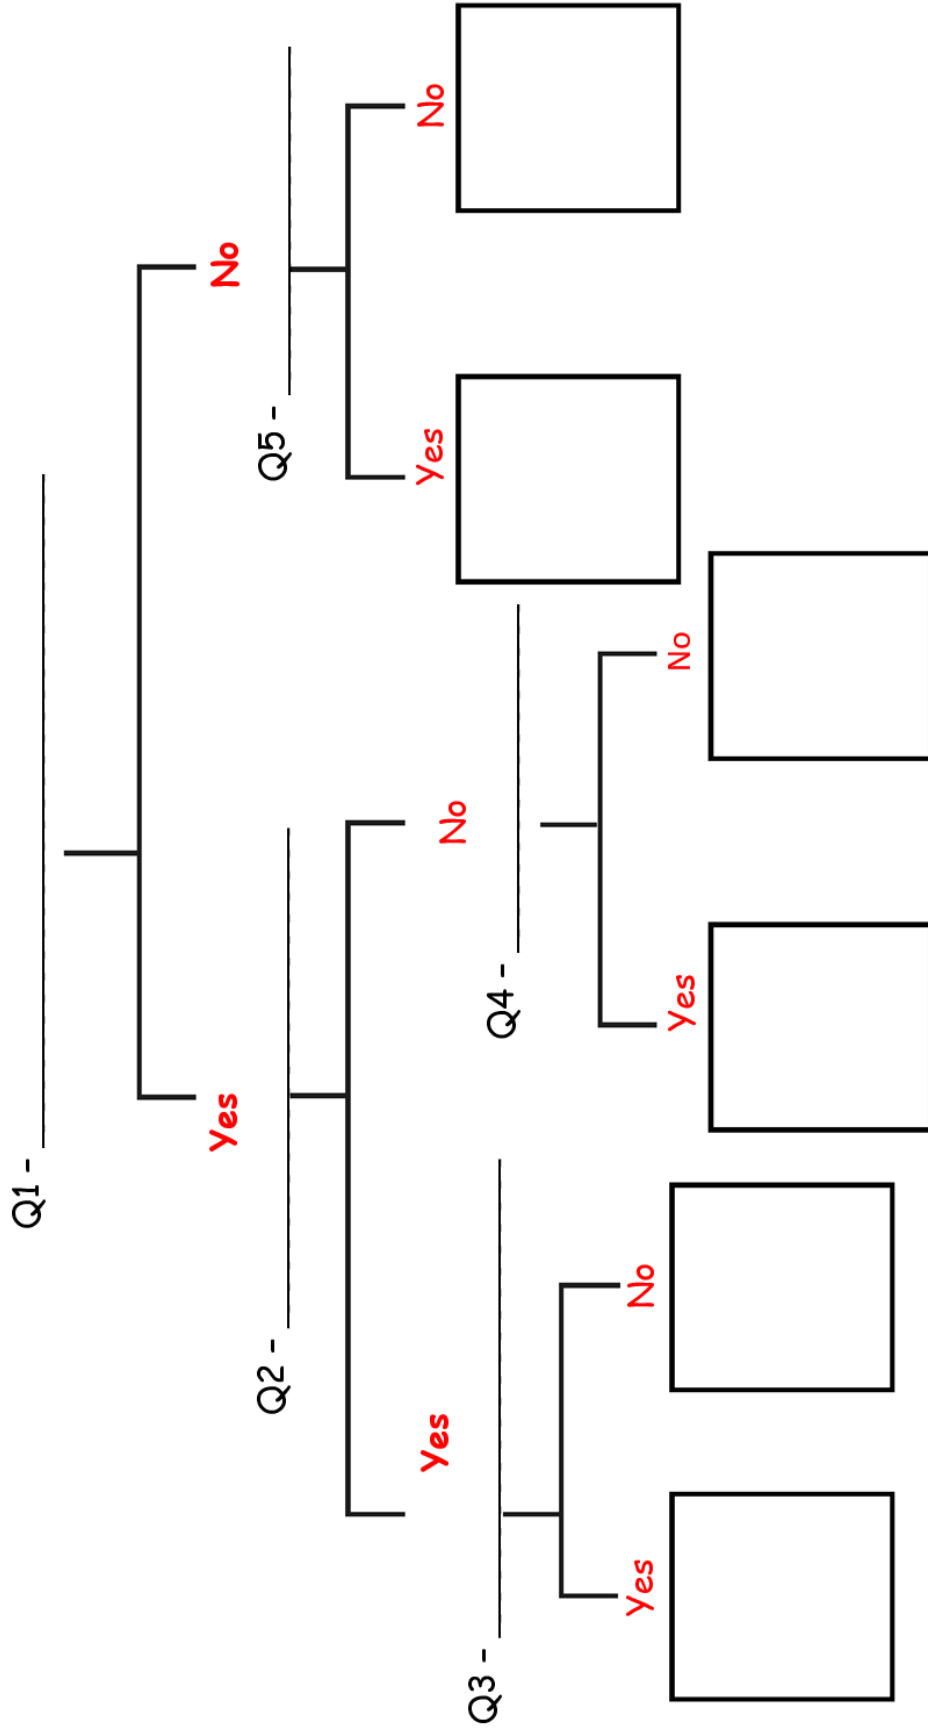 Q1 -
Yes
No
Q2 -
Q5 -
Yes
No
Yes
No
Q3 -
Q4 -
Yes
No
Yes
No